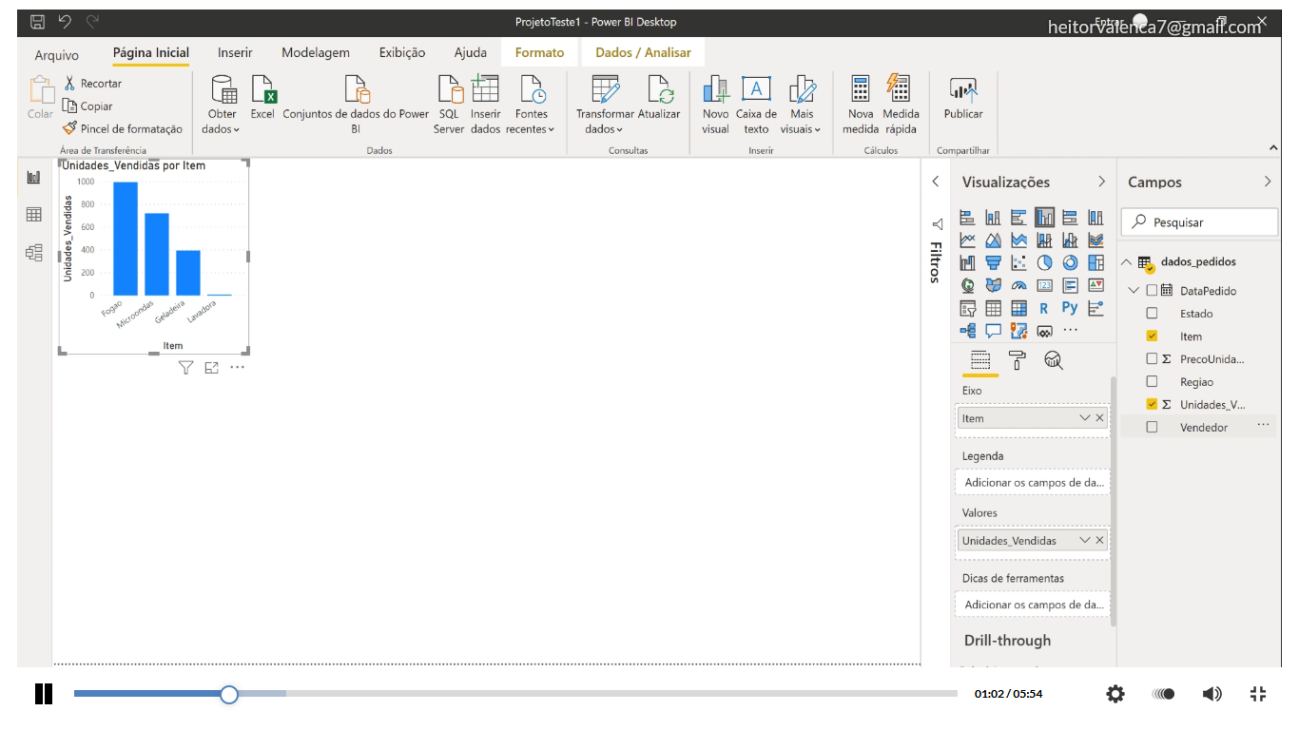 ProjetoTeste1 - Power BI Desktop
heitorvalenca7@gmail.com
Arquivo Página Inicial Inserir Modelagem Exibição Ajuda Formato Dados / Analisar
Colar
Recortar
Copiar
Pincel de formatação
Obter dados
Excel
Conjuntos de dados do Power BI
SQL Server
Inserir dados
Fontes recentes
Transformar dados
Atualizar
Novo visual
Caixa de texto
Mais visuais
Nova medida
Medida rápida
Publicar
Área de Transferência Dados Consultas Inserir Cálculos Compartilhar
Unidades_Vendidas por Item
Unidades_Vendidas
1000
800
600
400
200
0
Fogao Microondas Geladeira Lavadora
Item
Filtros
Visualizações
123
R Py
Eixo
Item
Legenda
Adicionar os campos de da...
Valores
Unidades_Vendidas
Dicas de ferramentas
Adicionar os campos de da...
Drill-through
Campos
Pesquisar
dados_pedidos
DataPedido
Estado
Item
Σ PrecoUnida...
Regiao
Σ Unidades_V...
Vendedor
01:02 / 05:54